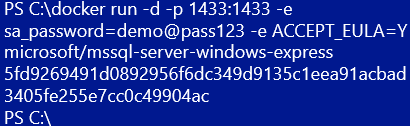 PS C:\docker run -d -p 1433:1433 -e
sa_password=demo@pass123 -e ACCEPT_EULA=Y
microsoft/mssql-server-windows-express
5fd9269491d0892956f6dc349d9135c1eea91acbad
3405fe255e7cc0c49904ac
PS C:\